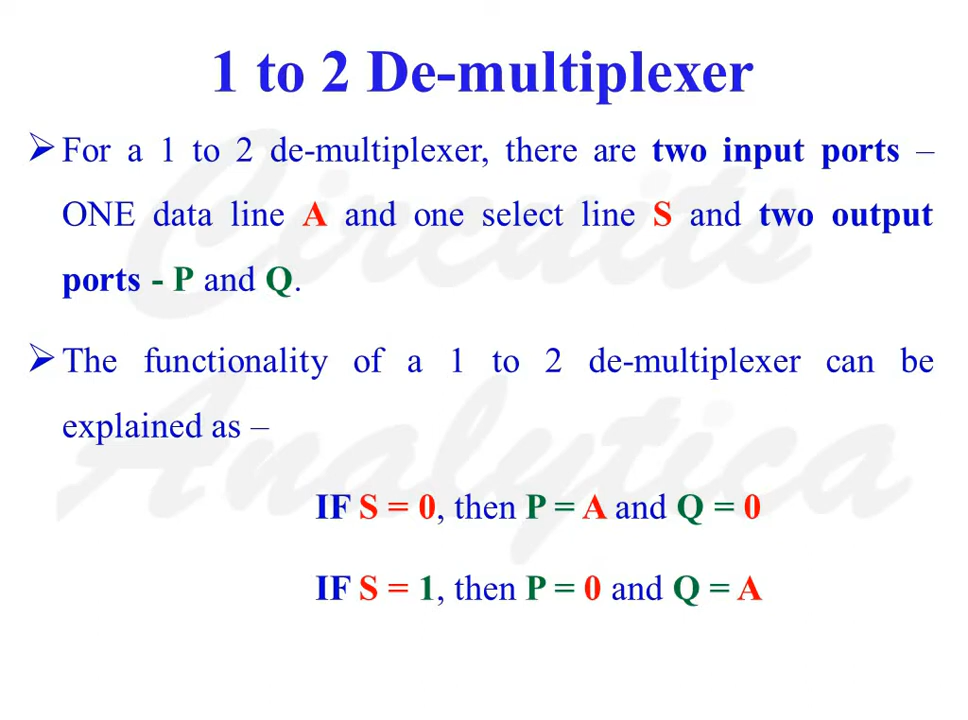 1 to 2 De-multiplexer
➢ For a 1 to 2 de-multiplexer, there are two input ports –
ONE data line A and one select line S and two output
ports - P and Q.
➢ The functionality of a 1 to 2 de-multiplexer can be
explained as –
IF S = 0, then P = A and Q = 0
IF S = 1, then P = 0 and Q = A
Circuits
Analytica